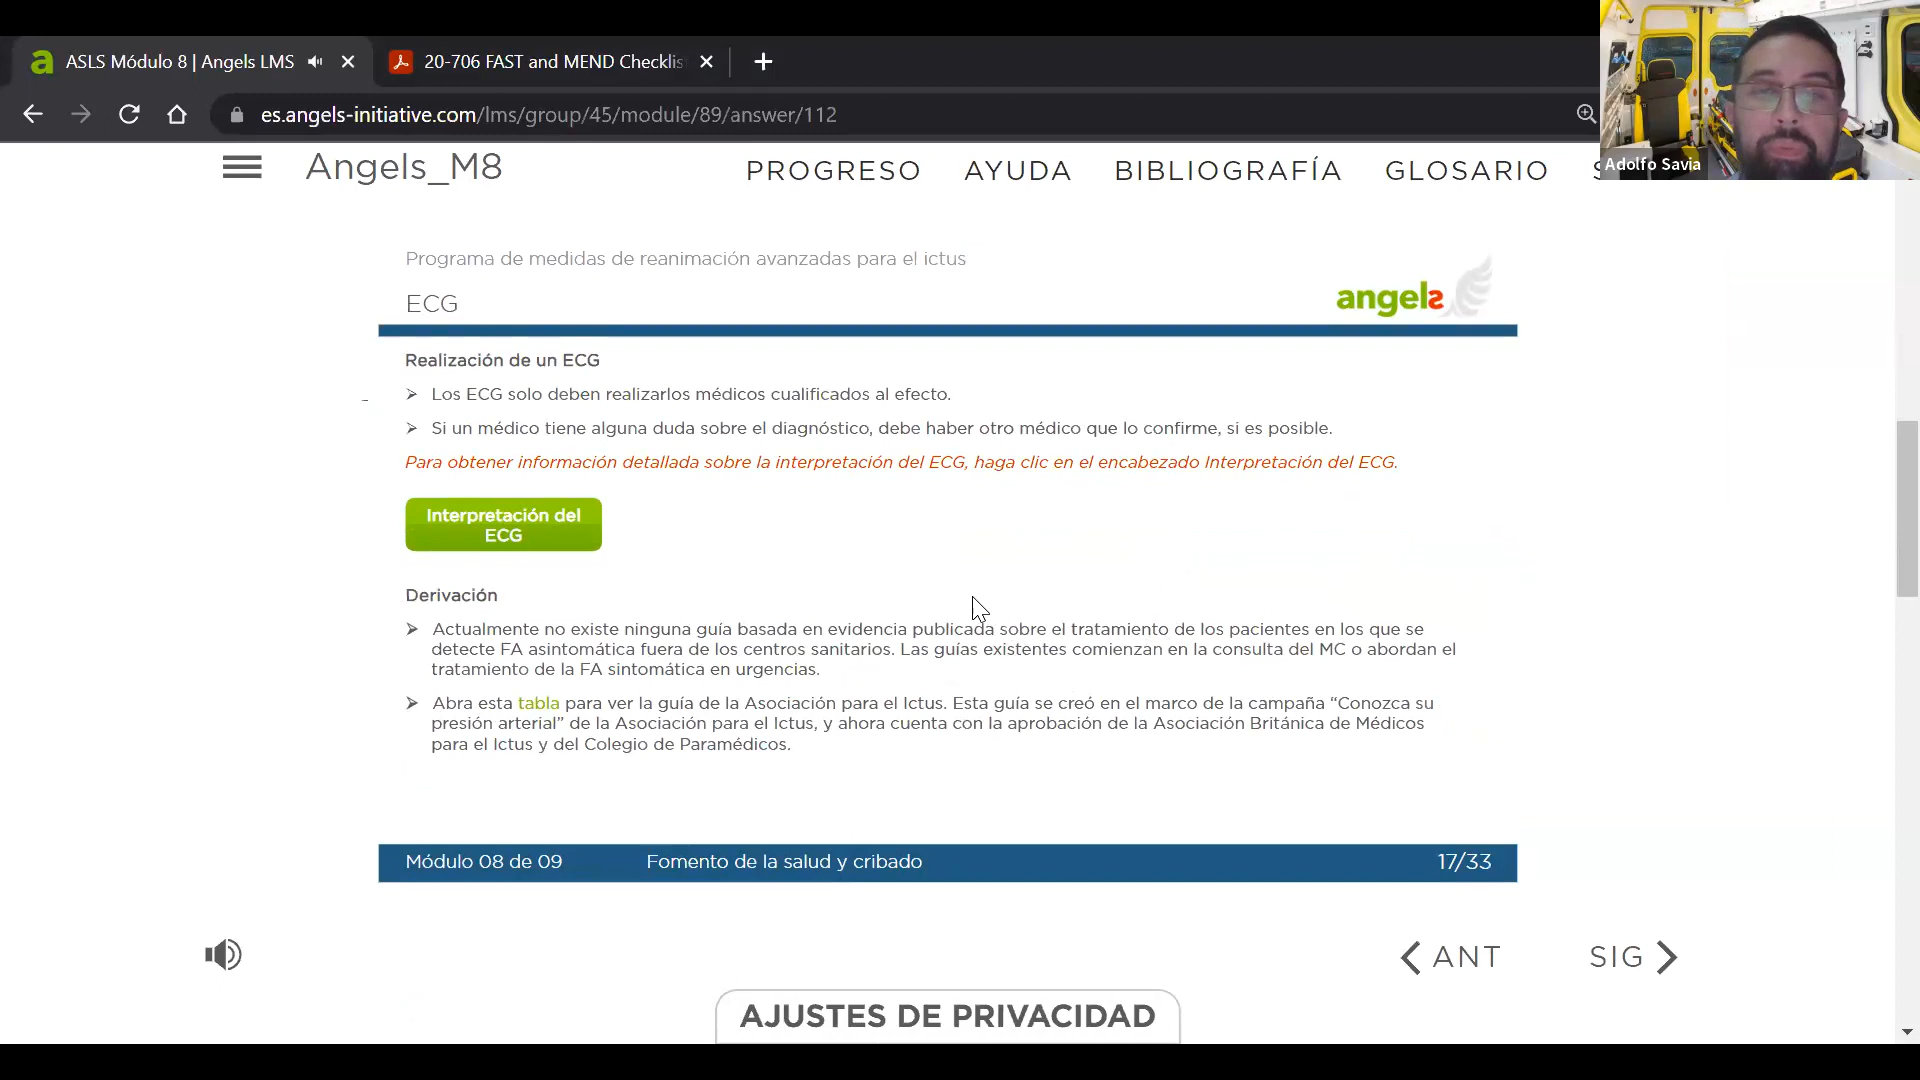 ASLS Módulo 8 | Angels LMS
20-706 FAST and MEND Checklis
es.angels-initiative.com/lms/group/45/module/89/answer/112
Adolfo Savia
Angels_M8
PROGRESO
AYUDA
BIBLIOGRAFÍA
GLOSARIO
Programa de medidas de reanimación avanzadas para el ictus
ECG
angels
Realización de un ECG
➢ Los ECG solo deben realizarlos médicos cualificados al efecto.
➢ Si un médico tiene alguna duda sobre el diagnóstico, debe haber otro médico que lo confirme, si es posible.
Para obtener información detallada sobre la interpretación del ECG, haga clic en el encabezado Interpretación del ECG.
Interpretación del
ECG
Derivación
➢ Actualmente no existe ninguna guía basada en evidencia publicada sobre el tratamiento de los pacientes en los que se
detecte FA asintomática fuera de los centros sanitarios. Las guías existentes comienzan en la consulta del MC o abordan el
tratamiento de la FA sintomática en urgencias.
➢ Abra esta tabla para ver la guía de la Asociación para el Ictus. Esta guía se creó en el marco de la campaña “Conozca su
presión arterial” de la Asociación para el Ictus, y ahora cuenta con la aprobación de la Asociación Británica de Médicos
para el Ictus y del Colegio de Paramédicos.
Módulo 08 de 09
Fomento de la salud y cribado
17/33
ANT
SIG
AJUSTES DE PRIVACIDAD